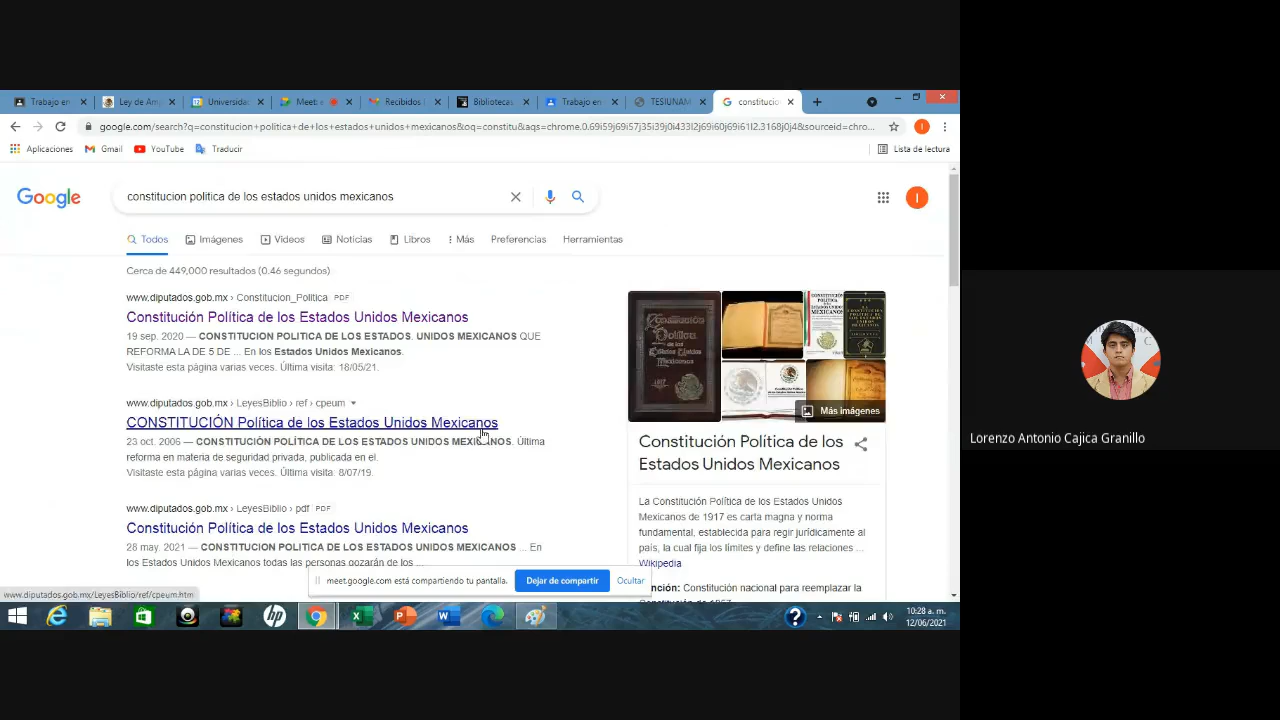 Trabajo en
Ley de Am
Universida
Meet: e
Recibidos (
Bibliotecas
Trabajo en
TESIUNAM
constitucio
google.com/search?q=constitucion+politica+de+los+estados+unidos+mexicanos&oq=constitu&aqs=chrome.0.69i59j69i57j35i39j0i433l2j69i60j69i61l2.3168j0j4&sourceid=chro...
Aplicaciones
Gmail
YouTube
Traducir
Lista de lectura
Google
constitucion politica de los estados unidos mexicanos
I
Todos
Imágenes
Videos
Noticias
Libros
Más
Preferencias
Herramientas
Cerca de 449,000 resultados (0.46 segundos)
www.diputados.gob.mx › Constitucion_Politica PDF
Constitución Política de los Estados Unidos Mexicanos
19 sep. 2020 — CONSTITUCION POLITICA DE LOS ESTADOS. UNIDOS MEXICANOS QUE
REFORMA LA DE 5 DE ... En los Estados Unidos Mexicanos.
Visitaste esta página varias veces. Última visita: 18/05/21.
www.diputados.gob.mx › LeyesBiblio › ref › cpeum
CONSTITUCIÓN Política de los Estados Unidos Mexicanos
23 oct. 2006 — CONSTITUCIÓN POLÍTICA DE LOS ESTADOS UNIDOS MEXICANOS. Última
reforma en materia de seguridad privada, publicada en el.
Visitaste esta página varias veces. Última visita: 8/07/19.
www.diputados.gob.mx › LeyesBiblio › pdf PDF
Constitución Política de los Estados Unidos Mexicanos
28 may. 2021 — CONSTITUCION POLITICA DE LOS ESTADOS UNIDOS MEXICANOS ... En
los Estados Unidos Mexicanos todas las personas gozarán de los ...
Más imágenes
Constitución Política de los
Estados Unidos Mexicanos
La Constitución Política de los Estados Unidos
Mexicanos de 1917 es carta magna y norma
fundamental, establecida para regir jurídicamente al
país, la cual fija los límites y define las relaciones ...
Wikipedia
Constitución nacional para reemplazar la
meet.google.com está compartiendo tu pantalla.
Dejar de compartir
Ocultar
www.diputados.gob.mx/LeyesBiblio/ref/cpeum.htm
10:28 a. m.
12/06/2021
Lorenzo Antonio Cajica Granillo